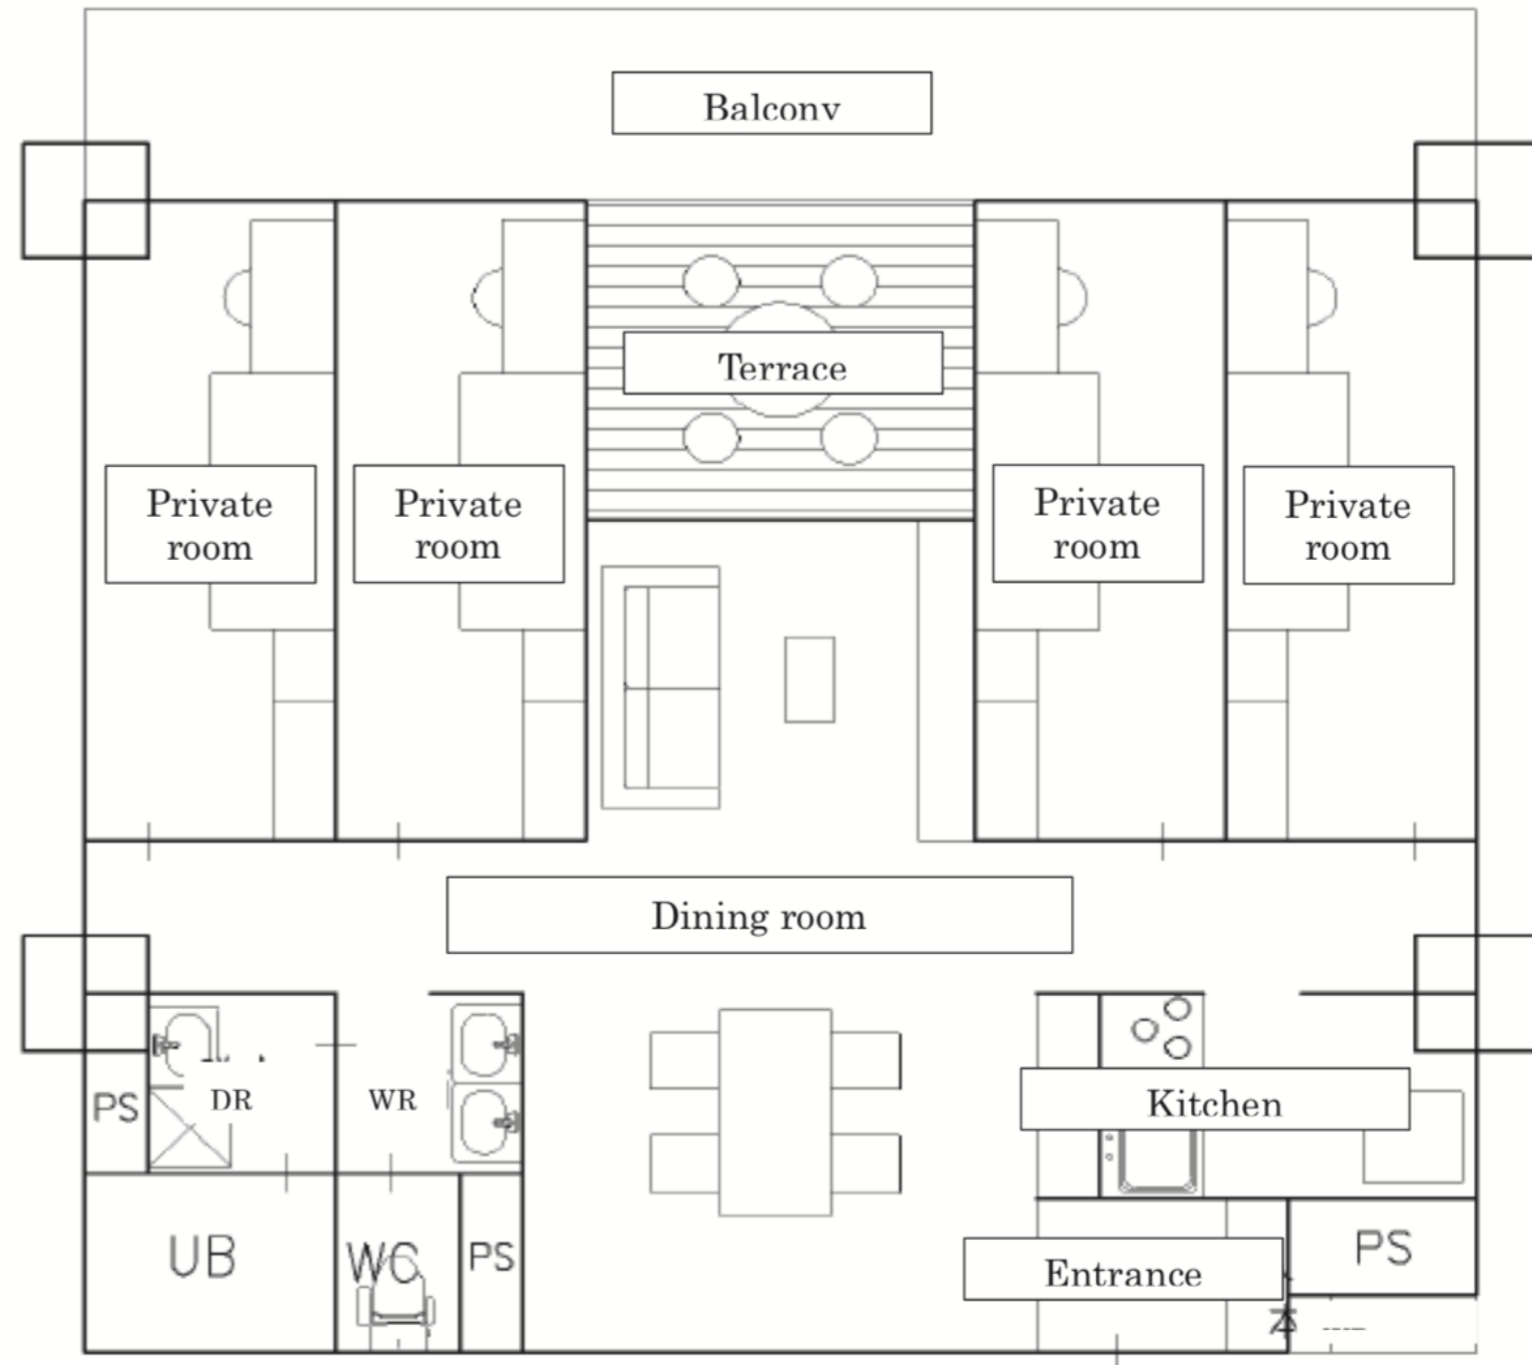 Balcony
Terrace
Private
room
Private
room
Private
room
Private
room
Dining room
PS
DR
WR
Kitchen
UB
WC
PS
Entrance
PS